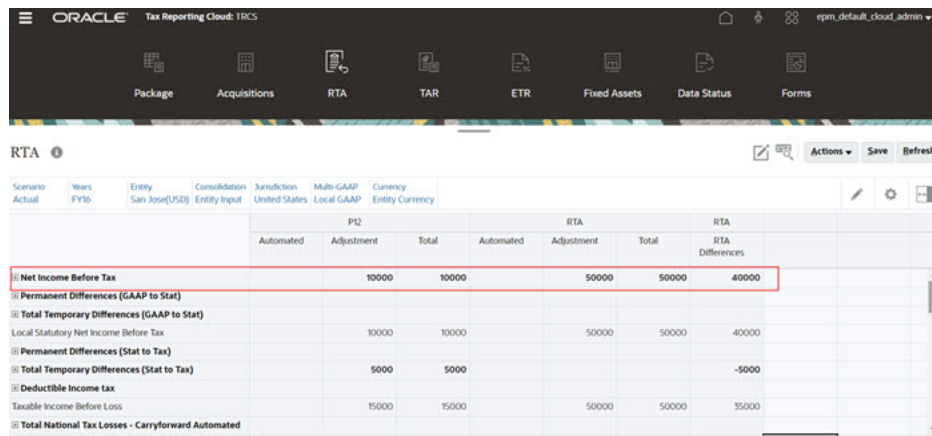 ORACLE Tax Reporting Cloud: TRCS epm_default_cloud_admin
Package Acquisitions RTA TAR ETR Fixed Assets Data Status Forms
RTA Actions Save Refresh
Scenario Years Entity Consolidation Jurisdiction Multi-GAAP Currency
Actual FY16 San Jose(USD) Entity Input United States Local GAAP Entity Currency
P12 RTA RTA
Automated Adjustment Total Automated Adjustment Total RTA Differences
Net Income Before Tax 10000 10000 50000 50000 40000
Permanent Differences (GAAP to Stat)
Total Temporary Differences (GAAP to Stat)
Local Statutory Net Income Before Tax 10000 10000 50000 50000 40000
Permanent Differences (Stat to Tax)
Total Temporary Differences (Stat to Tax) 5000 5000 -5000
Deductible Income tax
Taxable Income Before Loss 15000 15000 50000 50000 35000
Total National Tax Losses - Carryforward Automated